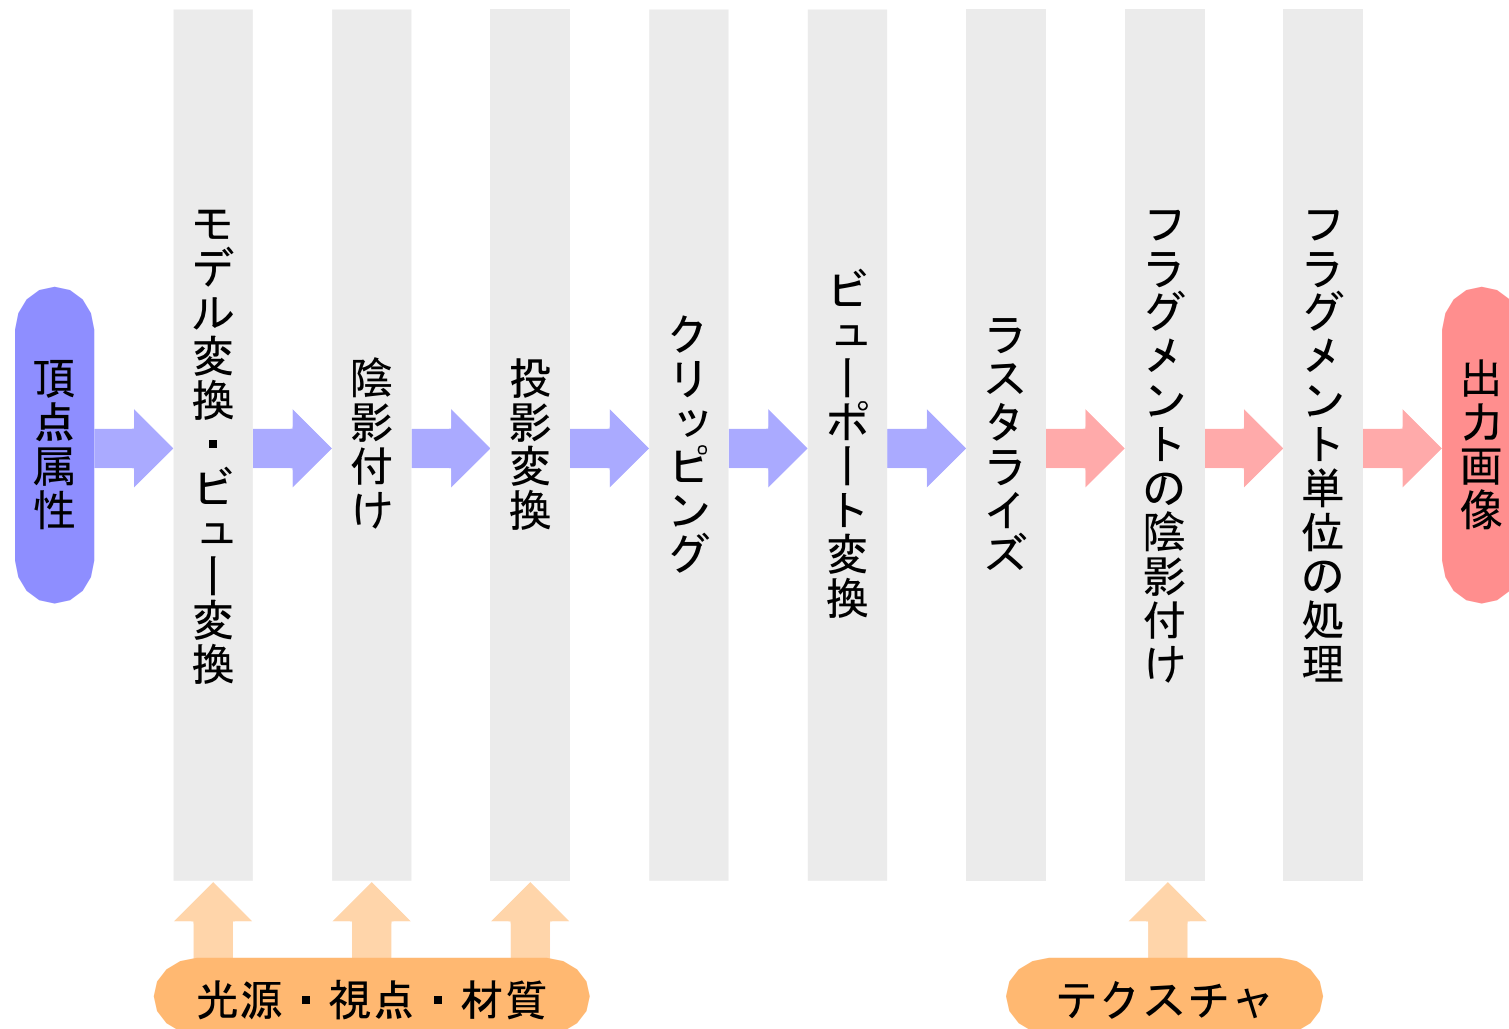 頂点属性
モデル変換・ビュー変換
陰影付け
投影変換
クリッピング
ビューポート変換
ラスタライズ
フラグメントの陰影付け
フラグメント単位の処理
出力画像
光源・視点・材質
テクスチャ